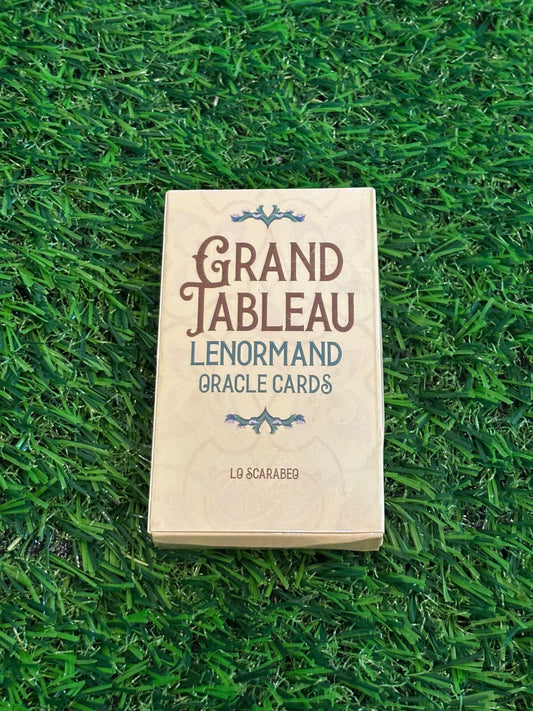 GRAND
TABLEAU
LENORMAND
ORACLE CARDS
LO SCARABEO